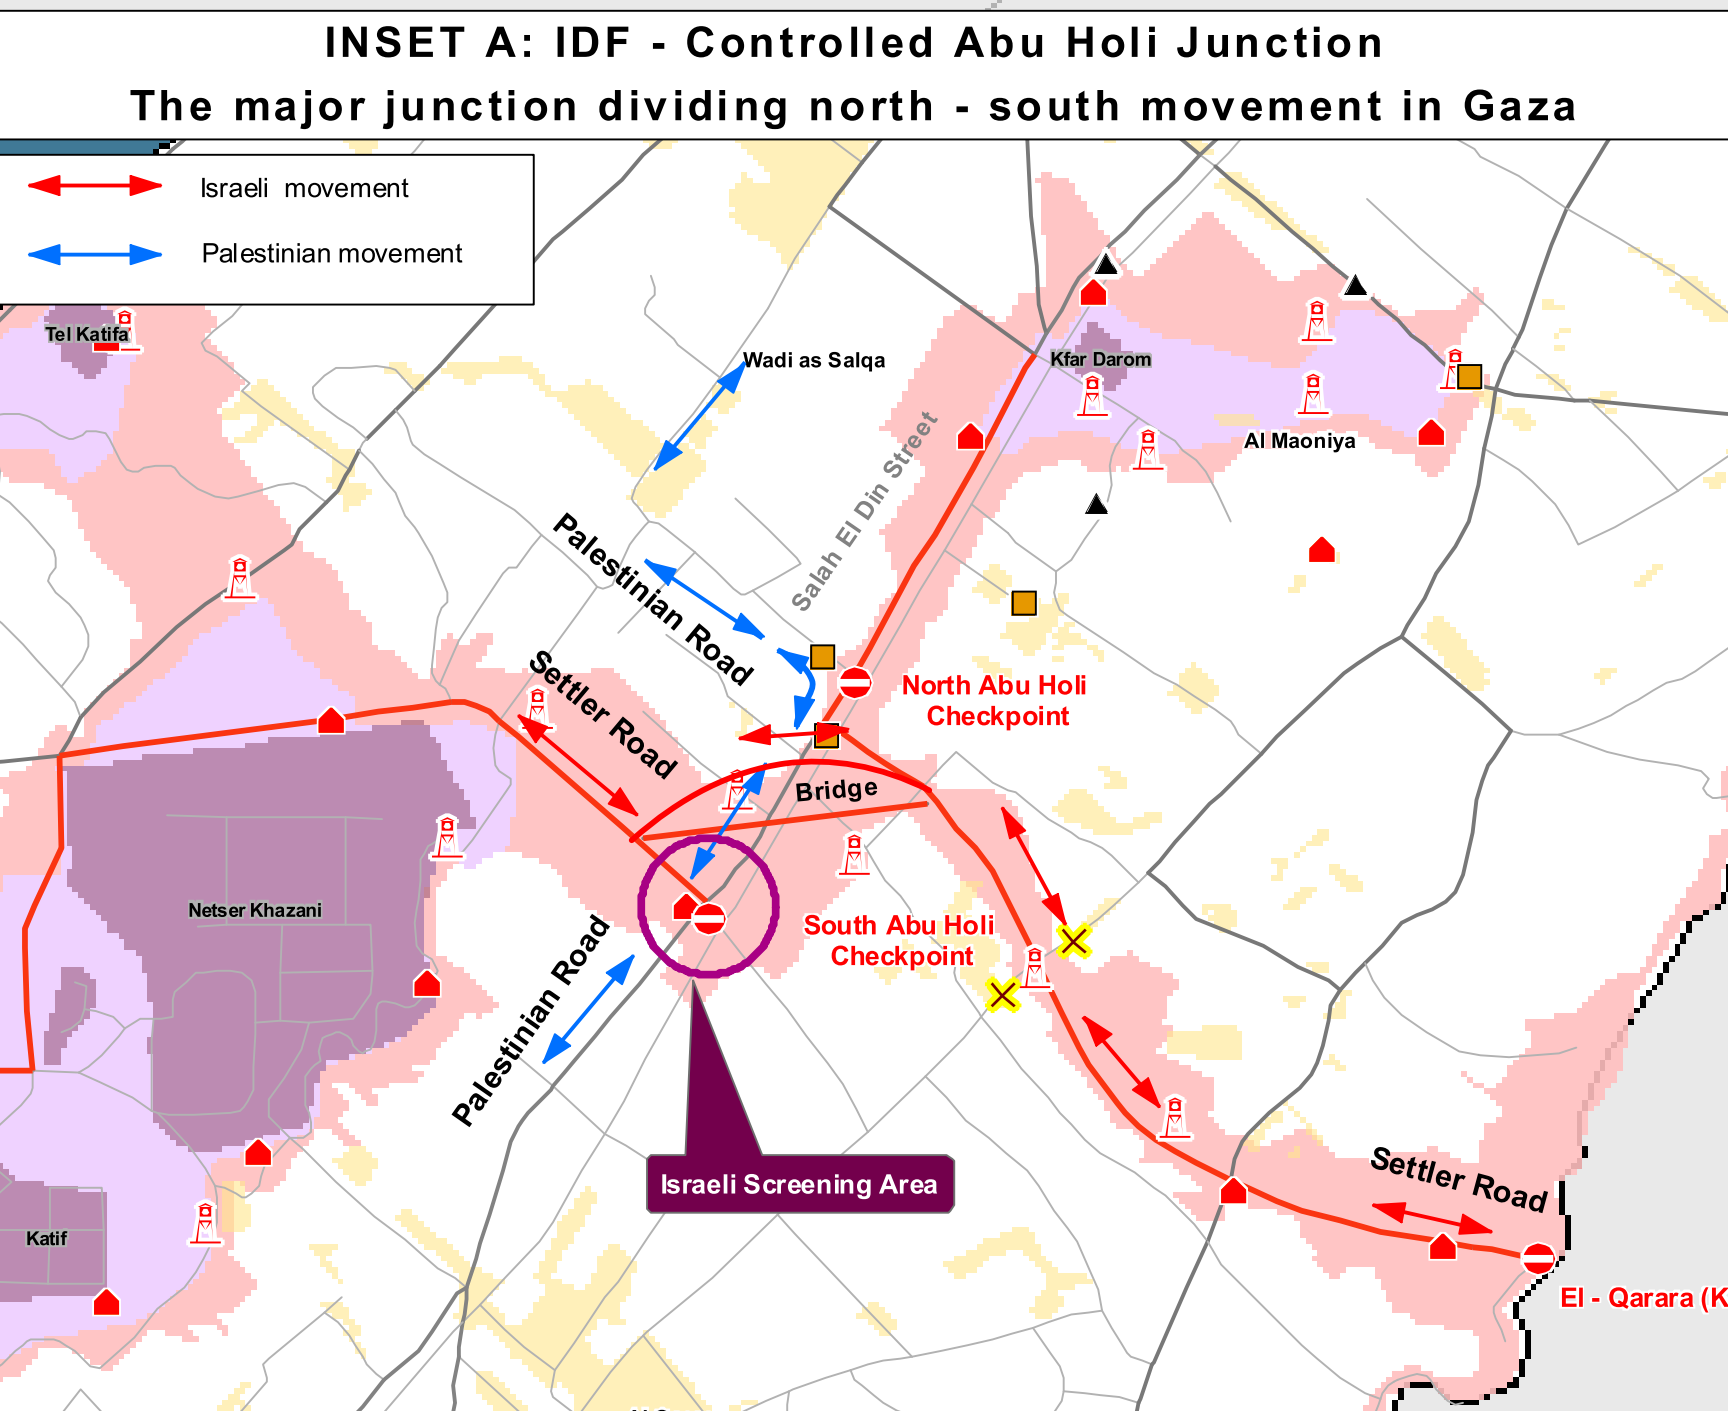 INSET A: IDF - Controlled Abu Holi Junction
The major junction dividing north - south movement in Gaza
Israeli movement
Palestinian movement
Tel Katifa
Wadi as Salqa
Kfar Darom
Al Maoniya
Salah El Din Street
Palestinian Road
Settler Road
North Abu Holi
Checkpoint
Bridge
Netser Khazani
South Abu Holi
Checkpoint
Palestinian Road
Israeli Screening Area
Settler Road
Katif
El - Qarara (K